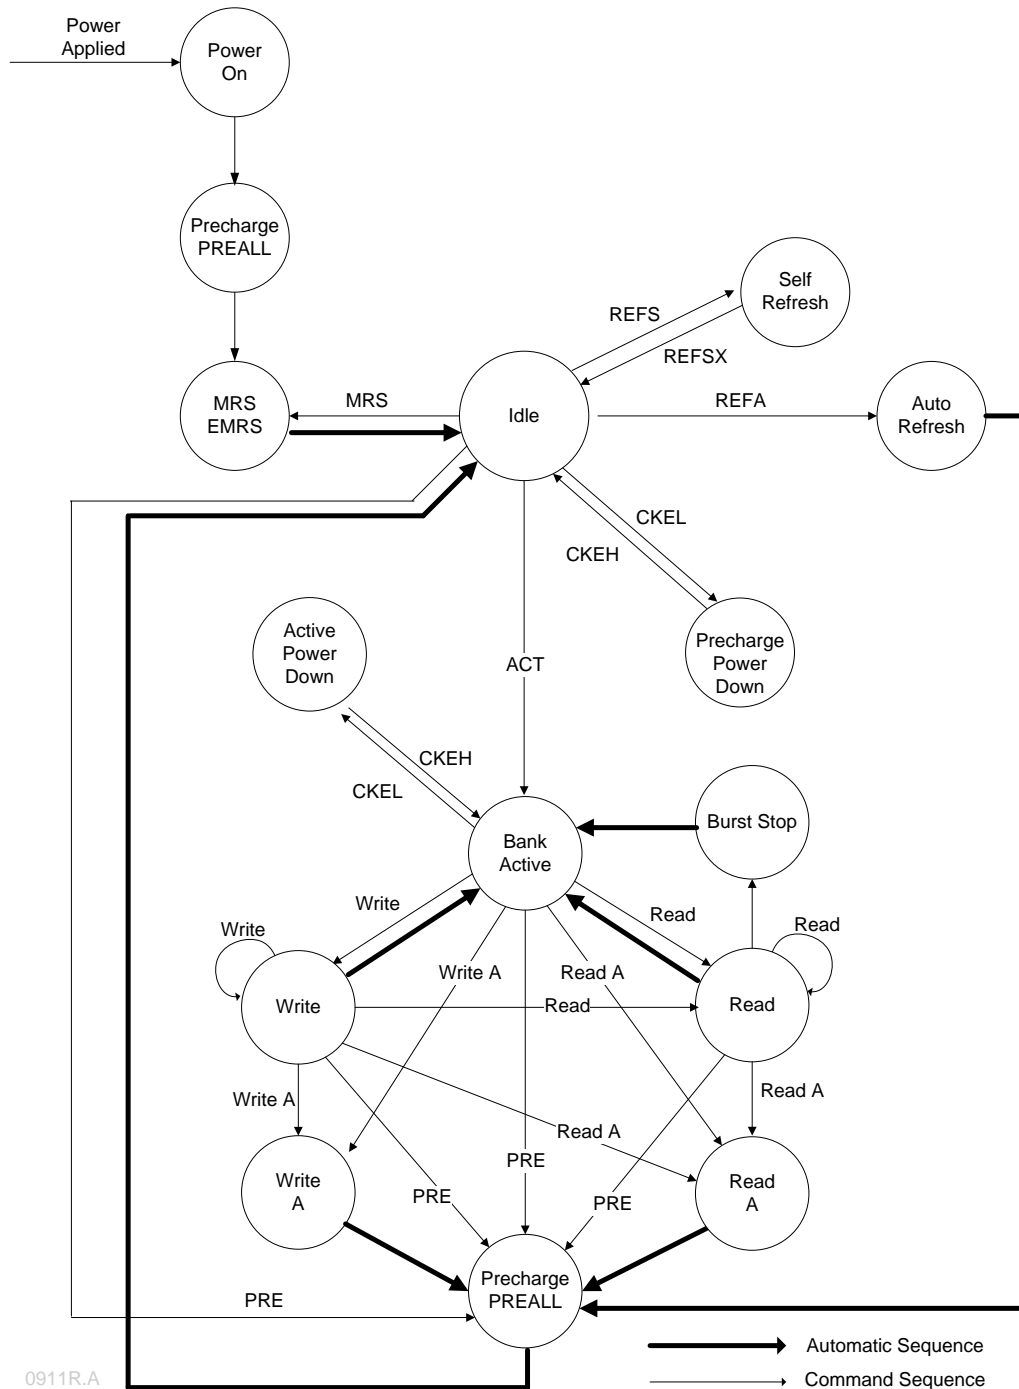 Power
Applied
Power
On
Precharge
PREALL
Self
Refresh
REFS
REFSX
MRS
EMRS
MRS
Idle
REFA
Auto
Refresh
CKEL
CKEH
Active
Power
Down
ACT
Precharge
Power
Down
CKEH
CKEL
Burst Stop
Bank
Active
Write
Read
Write
Read
Write A
Read A
Write
Read
Read
Write A
Read A
Read A
Write
A
PRE
Read
A
PRE
PRE
Precharge
PREALL
PRE
Automatic Sequence
Command Sequence
0911R.A